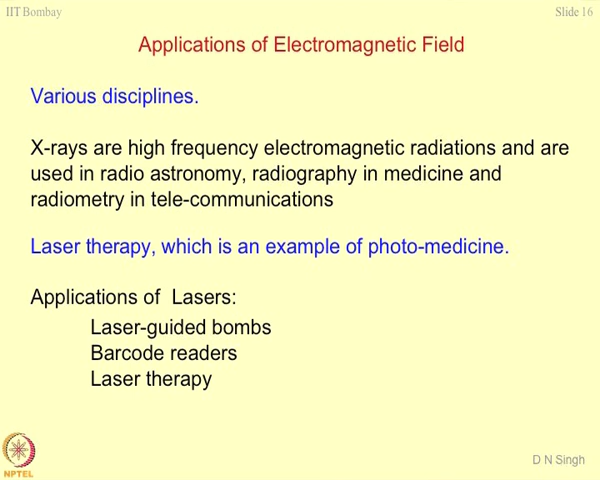 IIT Bombay
Slide 16
Applications of Electromagnetic Field
Various disciplines.
X-rays are high frequency electromagnetic radiations and are
used in radio astronomy, radiography in medicine and
radiometry in tele-communications
Laser therapy, which is an example of photo-medicine.
Applications of Lasers:
Laser-guided bombs
Barcode readers
Laser therapy
NPTEL
D N Singh